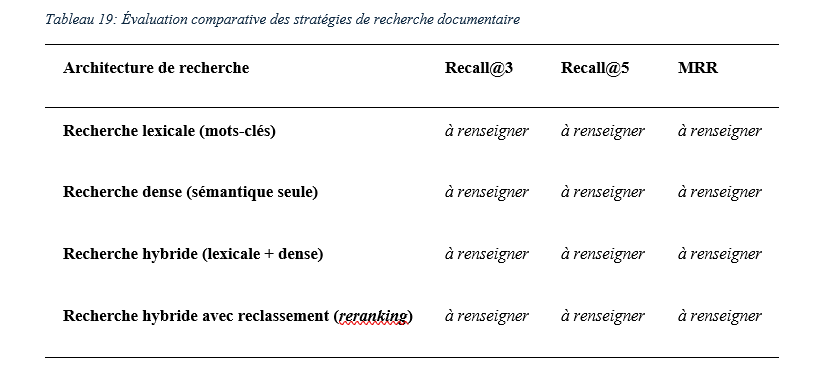 Tableau 19: Évaluation comparative des stratégies de recherche documentaire
Architecture de recherche Recall@3 Recall@5 MRR
Recherche lexicale (mots-clés) à renseigner à renseigner à renseigner
Recherche dense (sémantique seule) à renseigner à renseigner à renseigner
Recherche hybride (lexicale + dense) à renseigner à renseigner à renseigner
Recherche hybride avec reclassement (reranking) à renseigner à renseigner à renseigner